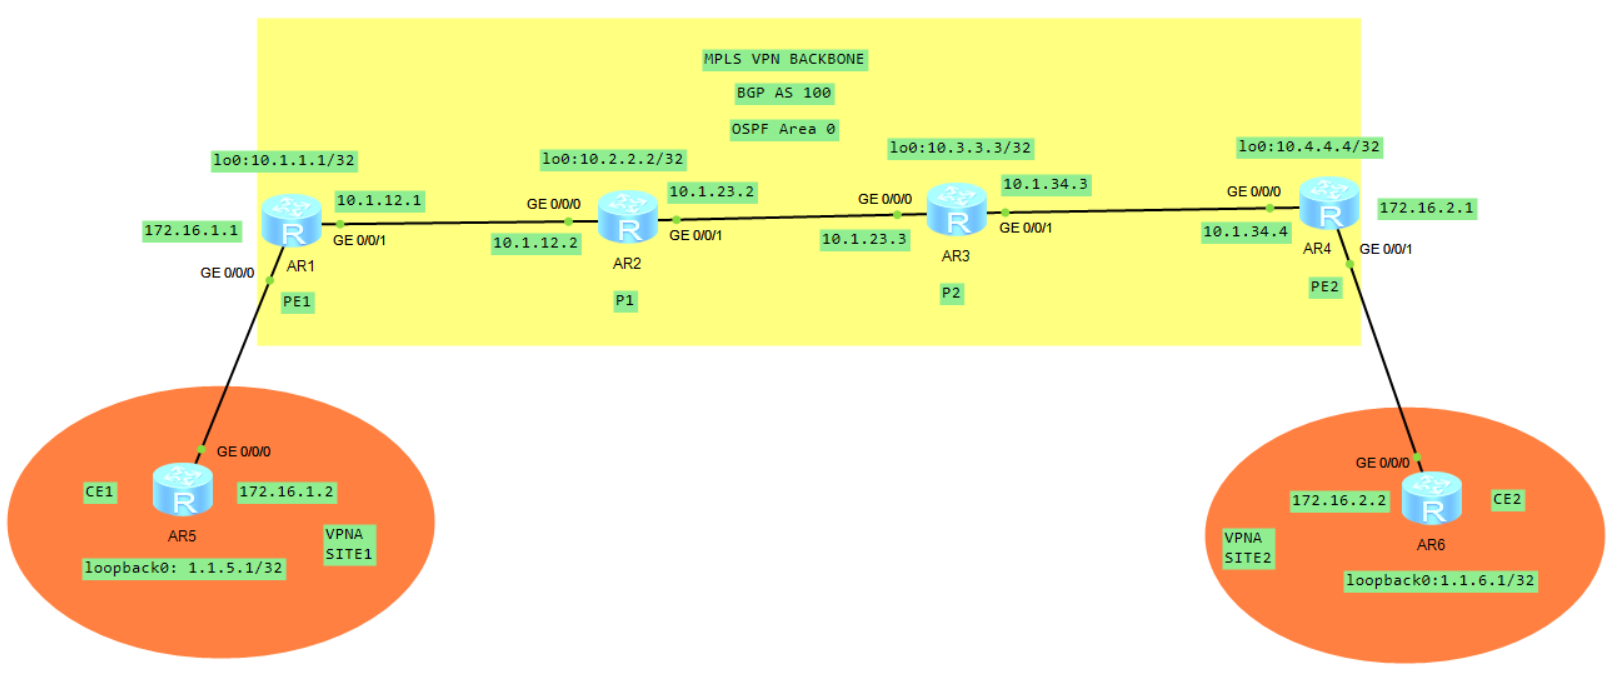 MPLS VPN BACKBONE
BGP AS 100
OSPF Area 0
lo0:10.1.1.1/32
lo0:10.2.2.2/32
lo0:10.3.3.3/32
lo0:10.4.4.4/32
172.16.1.1
10.1.12.1
GE 0/0/1
GE 0/0/0
R
AR1
PE1
GE 0/0/0
10.1.12.2
R
AR2
P1
10.1.23.2
GE 0/0/1
GE 0/0/0
10.1.23.3
R
AR3
P2
10.1.34.3
GE 0/0/1
GE 0/0/0
10.1.34.4
R
AR4
PE2
172.16.2.1
GE 0/0/1
GE 0/0/0
CE1
R
172.16.1.2
AR5
VPNA
SITE1
loopback0: 1.1.5.1/32
GE 0/0/0
172.16.2.2
R
CE2
AR6
VPNA
SITE2
loopback0:1.1.6.1/32